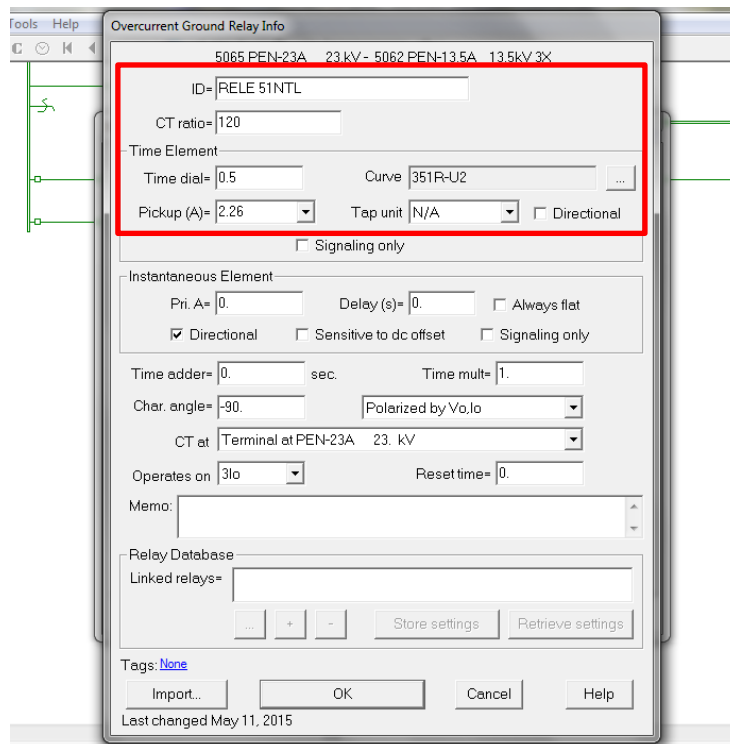 Tools Help
Overcurrent Ground Relay Info
5065 PEN-23A 23.kV - 5062 PEN-13.5A 13.5kV 3X
ID= RELE 51NTL
CT ratio= 120
Time Element
Time dial= 0.5 Curve 351R-U2 ...
Pickup (A)= 2.26 Tap unit N/A Directional
Signaling only
Instantaneous Element
Pri. A= 0. Delay (s)= 0. Always flat
Directional Sensitive to dc offset Signaling only
Time adder= 0. sec. Time mult= 1.
Char. angle= -90. Polarized by Vo,Io
CT at Terminal at PEN-23A 23. kV
Operates on 3Io Reset time= 0.
Memo:
Relay Database
Linked relays=
... + - Store settings Retrieve settings
Tags: None
Import... OK Cancel Help
Last changed May 11, 2015